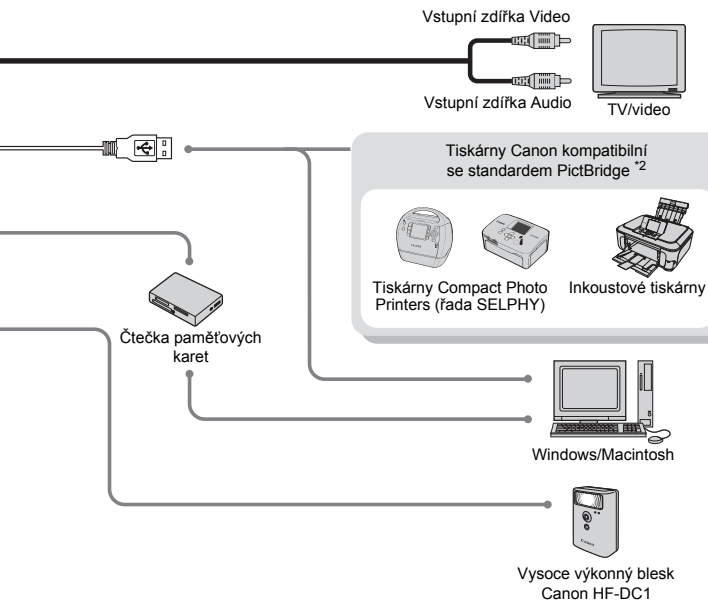 Vstupní zdířka Video
Vstupní zdířka Audio
TV/video
Tiskárny Canon kompatibilní
se standardem PictBridge *2
Tiskárny Compact Photo
Printers (řada SELPHY)
Inkoustové tiskárny
Čtečka paměťových
karet
Windows/Macintosh
Canon
Vysoce výkonný blesk
Canon HF-DC1